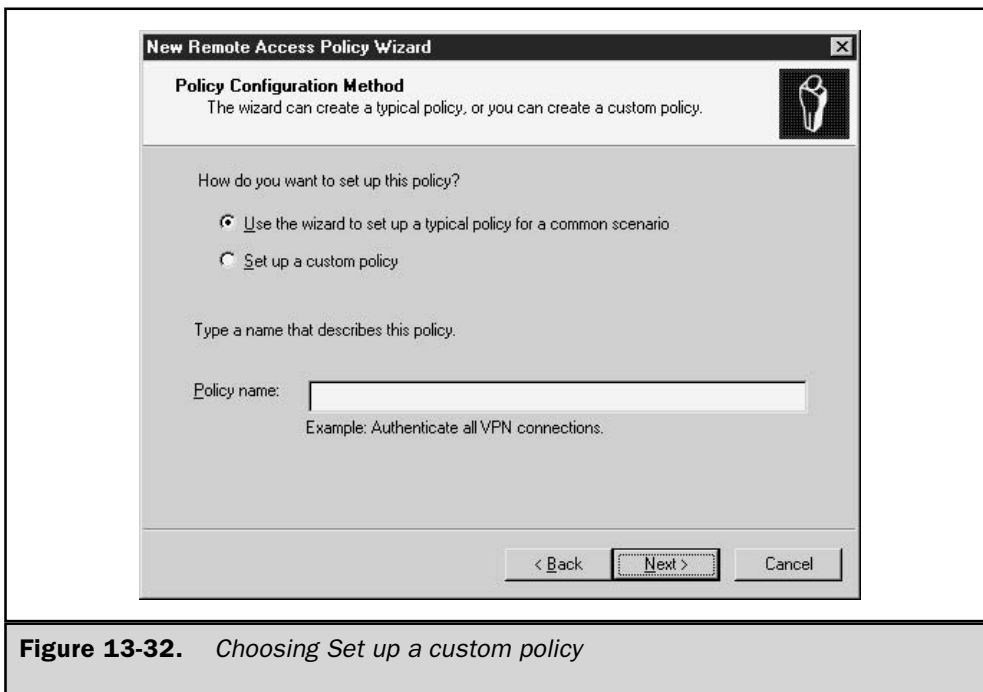 New Remote Access Policy Wizard
Policy Configuration Method
The wizard can create a typical policy, or you can create a custom policy.
How do you want to set up this policy?
Use the wizard to set up a typical policy for a common scenario
Set up a custom policy
Type a name that describes this policy.
Policy name:
Example: Authenticate all VPN connections.
< Back
Next >
Cancel
Figure 13-32. Choosing Set up a custom policy